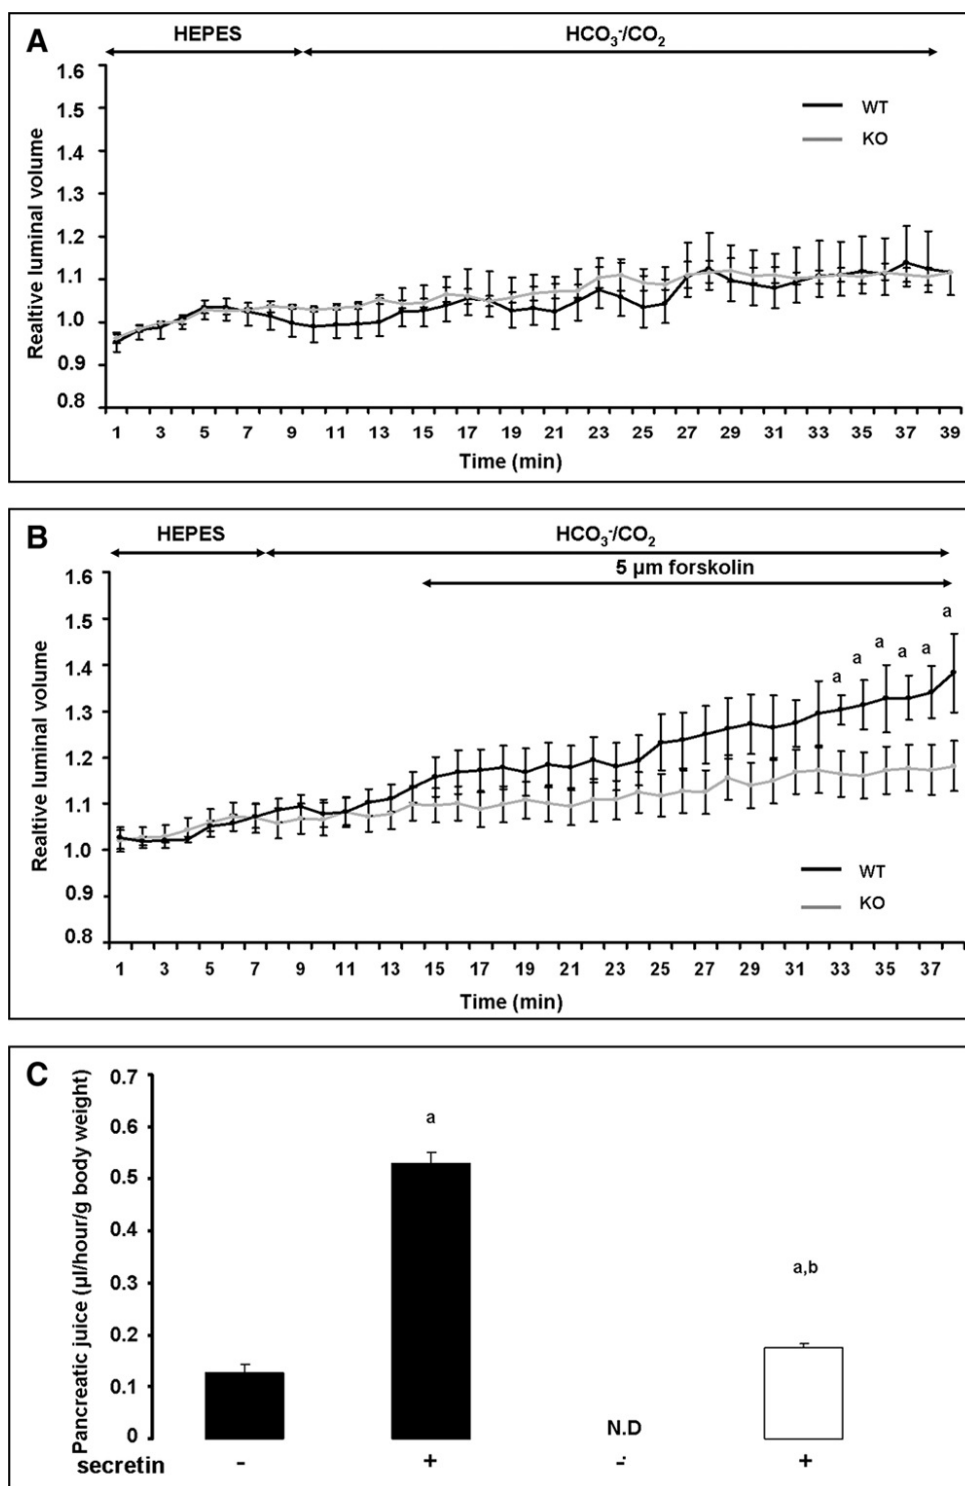 A
HEPES
HCO3-/CO2
1.6
1.5
1.4
1.3
1.2
1.1
1.0
0.9
0.8
Realtive luminal volume
WT
KO
1 3 5 7 9 11 13 15 17 19 21 23 25 27 29 31 33 35 37 39
Time (min)
B
HEPES
HCO3-/CO2
5 µm forskolin
1.6
1.5
1.4
1.3
1.2
1.1
1.0
0.9
0.8
Realtive luminal volume
a a a a a a
WT
KO
1 3 5 7 9 11 13 15 17 19 21 23 25 27 29 31 33 35 37
Time (min)
C
Pancreatic juice (µl/hour/g body weight)
0.7
0.6
0.5
0.4
0.3
0.2
0.1
0
a
a,b
N.D
secretin - + - +